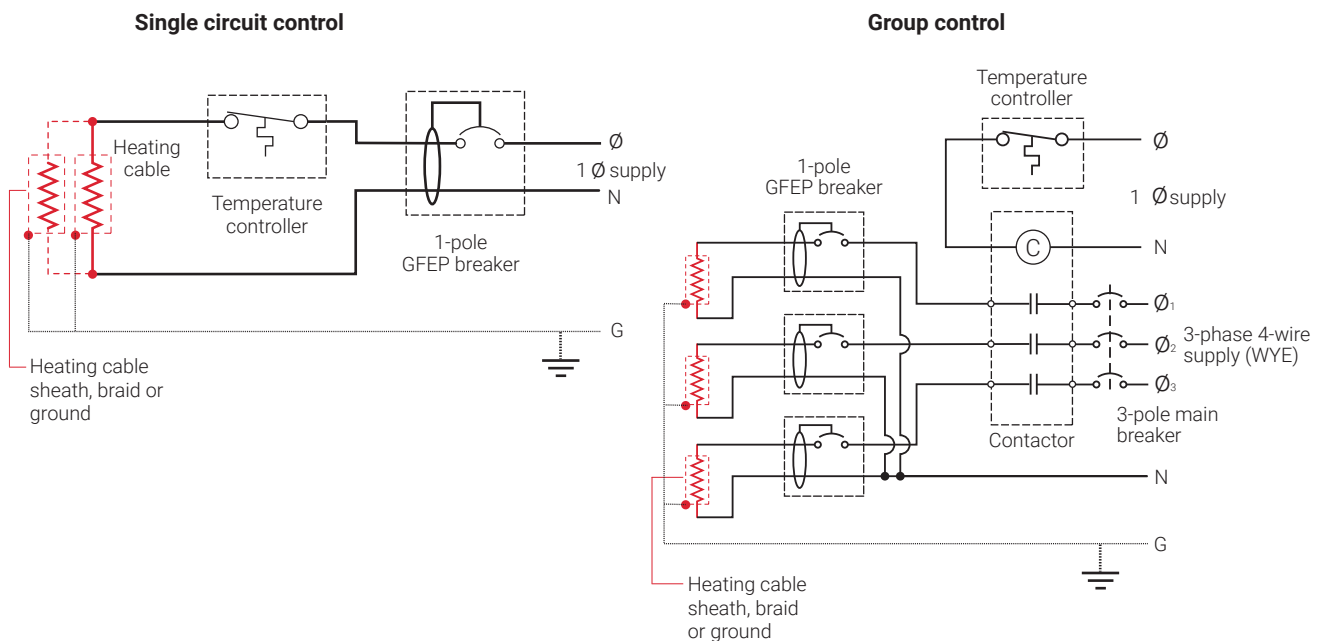 Single circuit control
Heating
cable
Temperature
controller
1-pole
GFEP breaker
Ø
1 Ø supply
N
G
Heating cable
sheath, braid or
ground
Group control
Temperature
controller
Ø
1 Ø supply
N
C
1-pole
GFEP breaker
Ø1
Ø2
Ø3
3-phase 4-wire
supply (WYE)
3-pole main
breaker
Contactor
N
G
Heating cable
sheath, braid
or ground